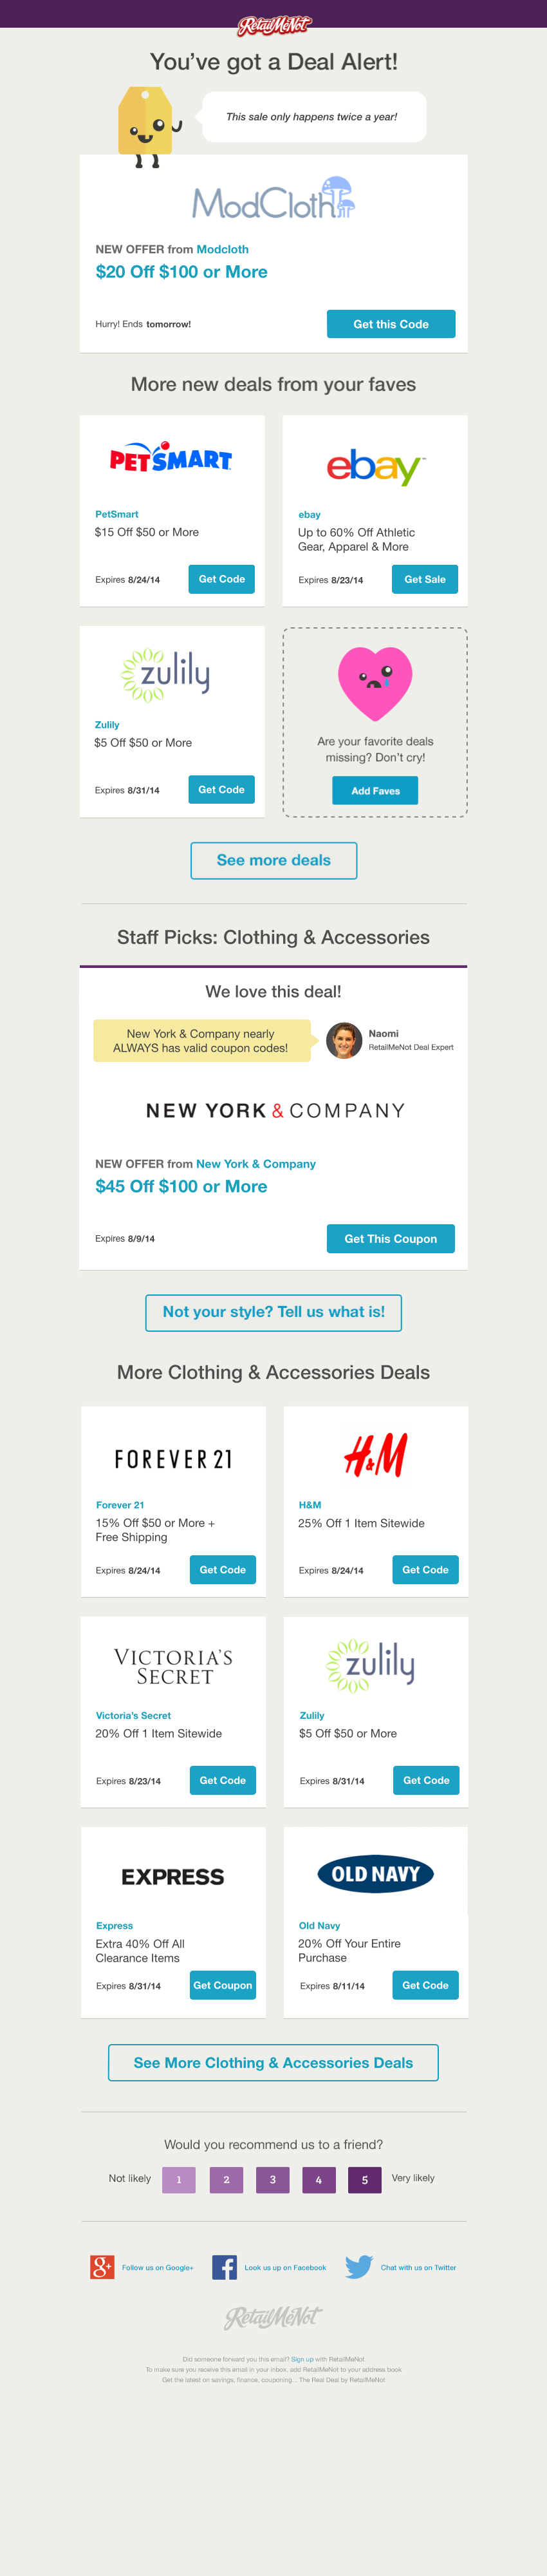 RetailMeNot
You've got a Deal Alert!
This sale only happens twice a year!
ModCloth
NEW OFFER from Modcloth
$20 Off $100 or More
Hurry! Ends tomorrow!
Get this Code
More new deals from your faves
PETSMART
PetSmart
$15 Off $50 or More
Expires 8/24/14
Get Code
ebay™
ebay
Up to 60% Off Athletic
Gear, Apparel & More
Expires 8/23/14
Get Sale
zulily
Zulily
$5 Off $50 or More
Expires 8/31/14
Get Code
Are your favorite deals
missing? Don't cry!
Add Faves
See more deals
Staff Picks: Clothing & Accessories
We love this deal!
New York & Company nearly
ALWAYS has valid coupon codes!
Naomi
RetailMeNot Deal Expert
NEW YORK & COMPANY
NEW OFFER from New York & Company
$45 Off $100 or More
Expires 8/9/14
Get This Coupon
Not your style? Tell us what is!
More Clothing & Accessories Deals
FOREVER 21
Forever 21
15% Off $50 or More +
Free Shipping
Expires 8/24/14
Get Code
H&M
H&M
25% Off 1 Item Sitewide
Expires 8/24/14
Get Code
VICTORIA'S
SECRET
Victoria's Secret
20% Off 1 Item Sitewide
Expires 8/23/14
Get Code
zulily
Zulily
$5 Off $50 or More
Expires 8/31/14
Get Code
EXPRESS
Express
Extra 40% Off All
Clearance Items
Expires 8/31/14
Get Coupon
OLD NAVY
Old Navy
20% Off Your Entire
Purchase
Expires 8/11/14
Get Code
See More Clothing & Accessories Deals
Would you recommend us to a friend?
Not likely 1 2 3 4 5 Very likely
g+ Follow us on Google+
f Look us up on Facebook
Chat with us on Twitter
RetailMeNot
Did someone forward you this email? Sign up with RetailMeNot
To make sure you receive this email in your inbox, add RetailMeNot to your address book
Get the latest on savings, finance, couponing... The Real Deal by RetailMeNot